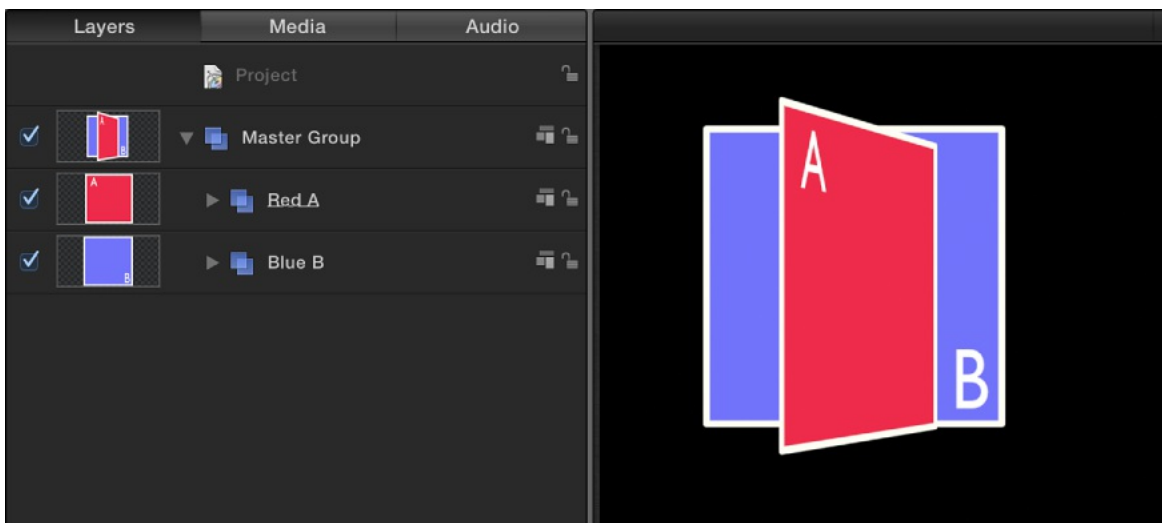 Layers Media Audio
Project
Master Group
Red A
Blue B
A
B
A
B
A
B